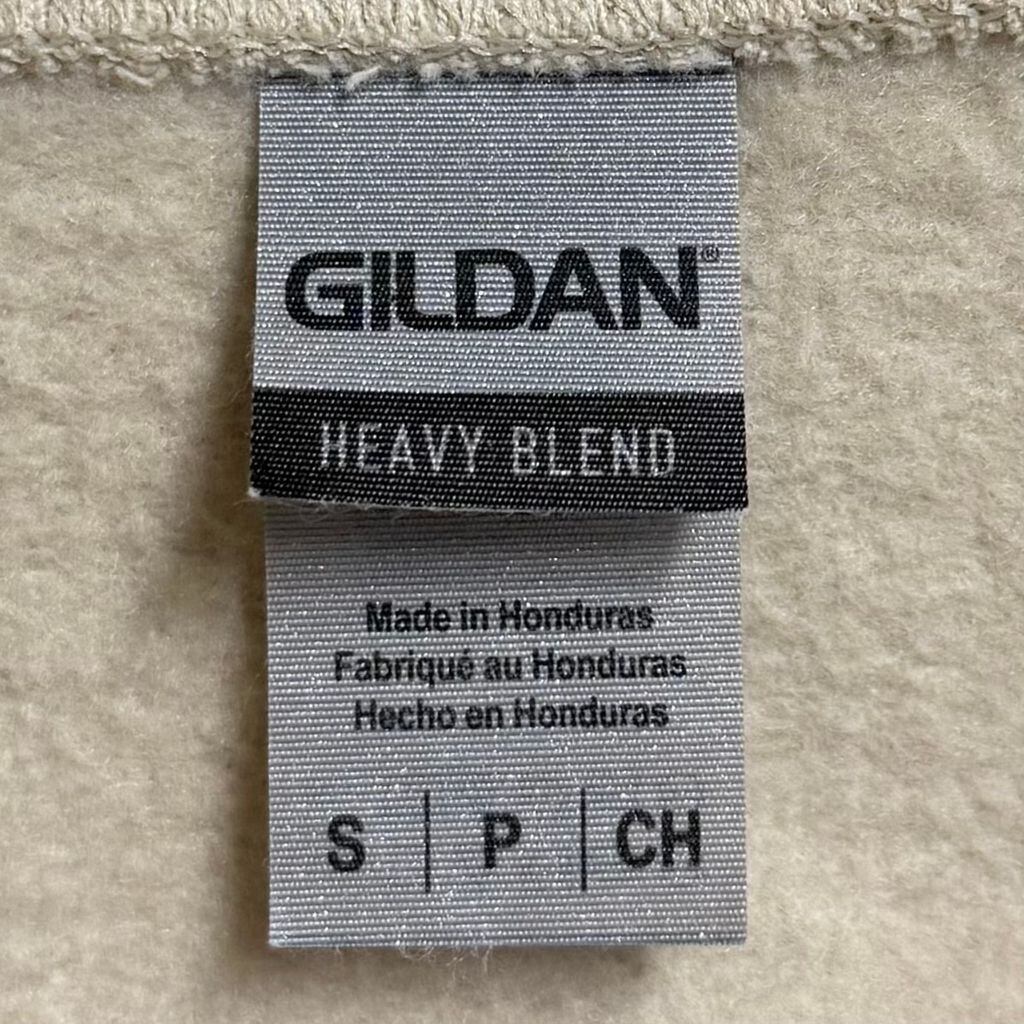 GILDAN®
HEAVY BLEND
Made in Honduras
Fabriqué au Honduras
Hecho en Honduras
S | P | CH